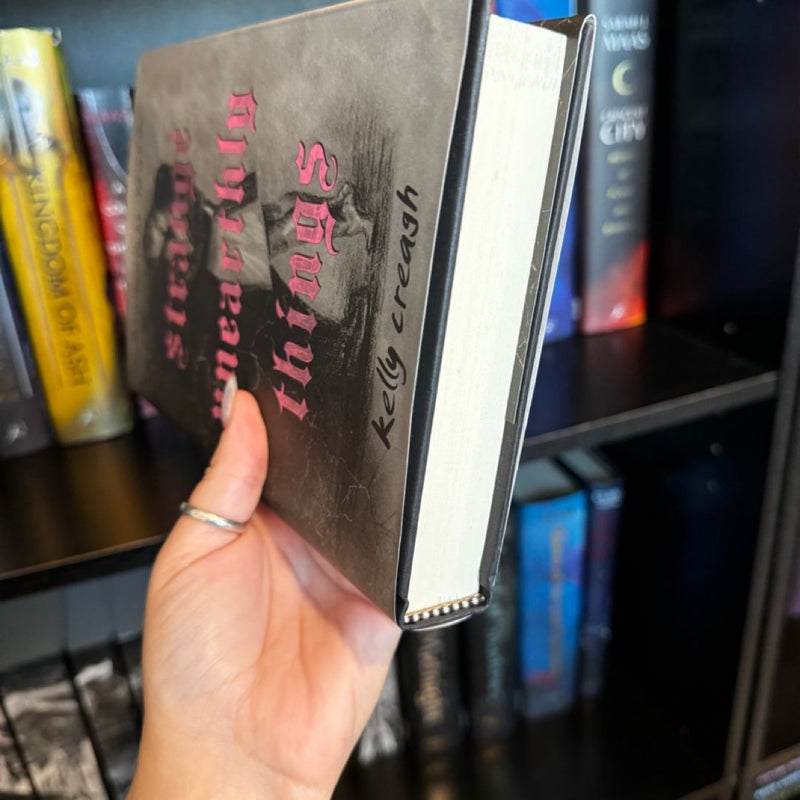 strange
unearthly
things
kelly creagh
KINGDOM OF ASH
SARAH J.
MAAS
CRESCENT
CITY